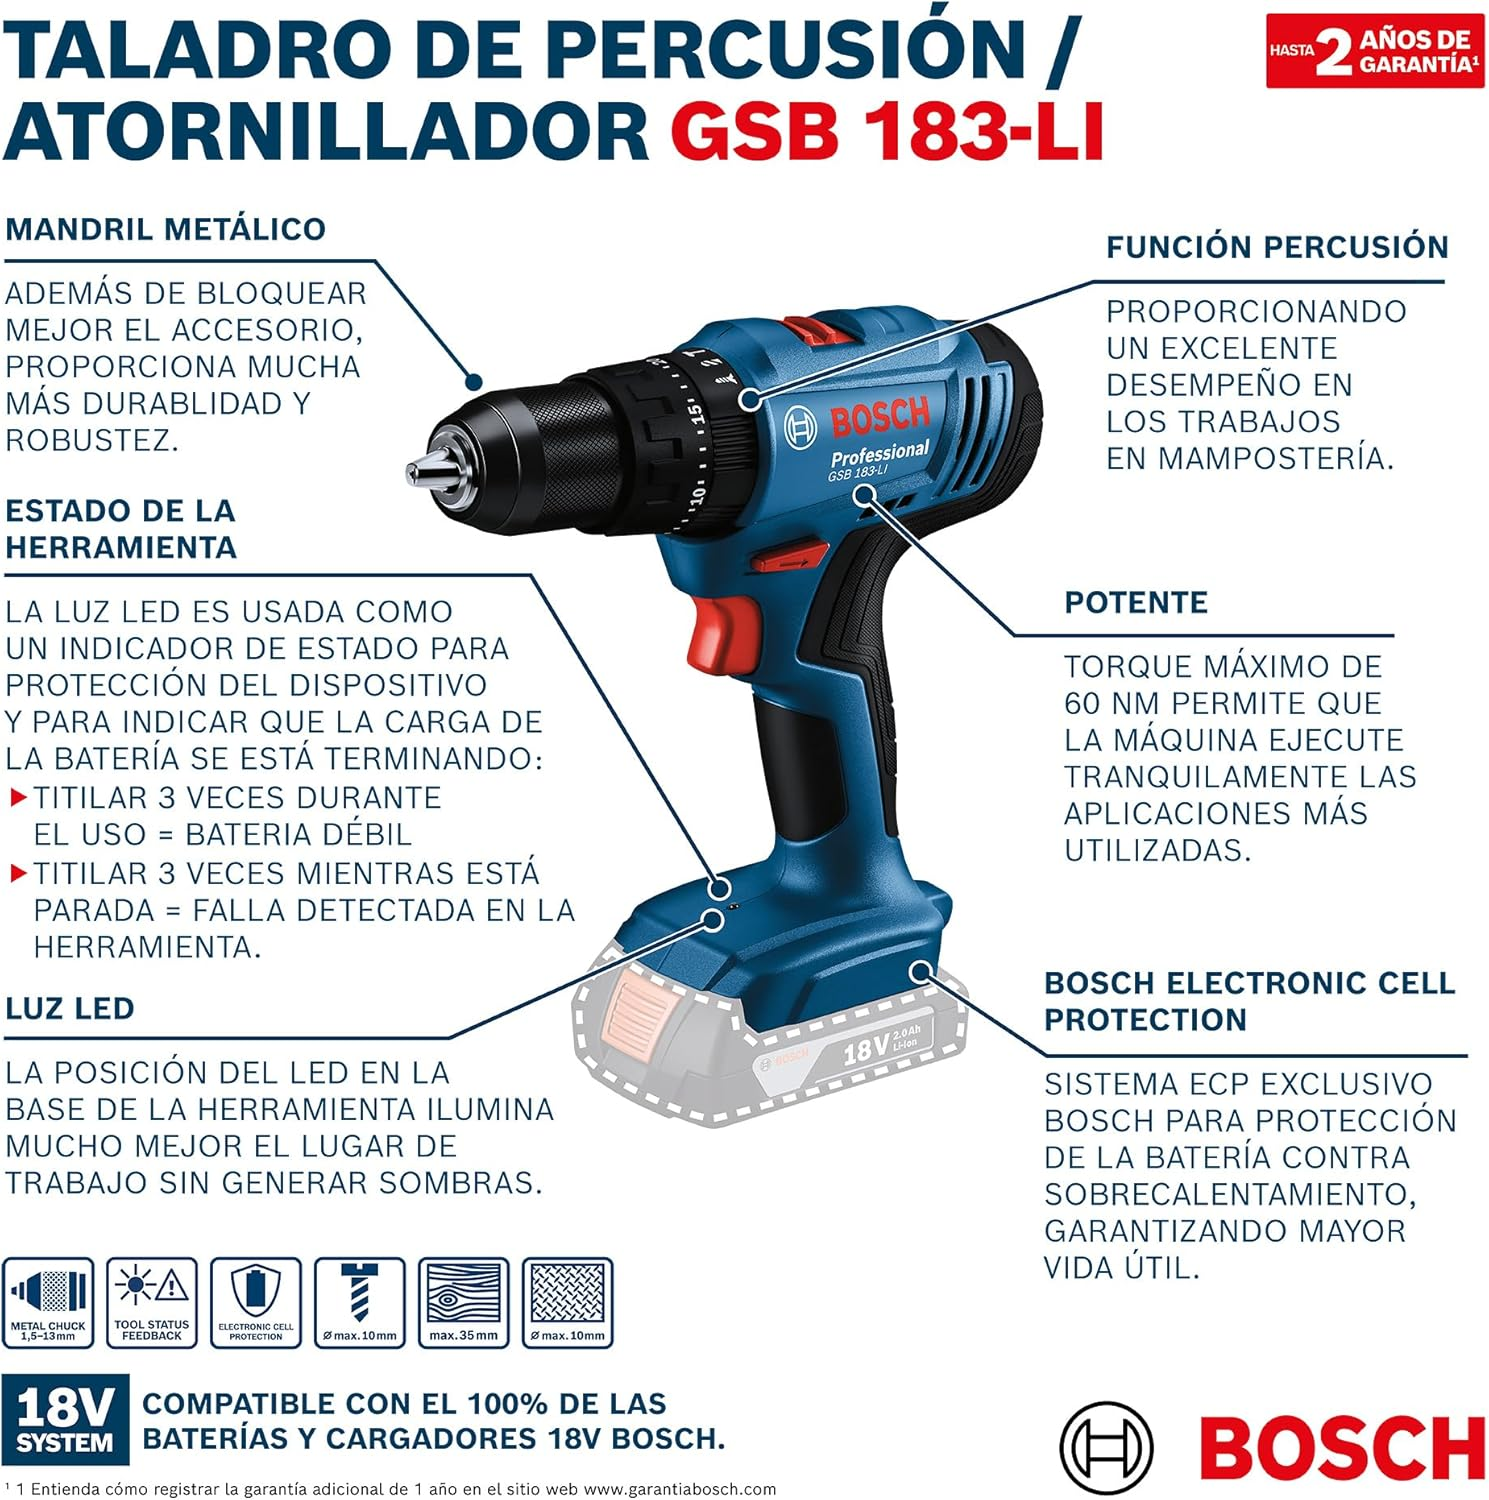 TALADRO DE PERCUSIÓN /
ATORNILLADOR GSB 183-LI
HASTA 2 AÑOS DE
GARANTÍA¹
MANDRIL METÁLICO
ADEMÁS DE BLOQUEAR
MEJOR EL ACCESORIO,
PROPORCIONA MUCHA
MÁS DURABLIDAD Y
ROBUSTEZ.
ESTADO DE LA
HERRAMIENTA
LA LUZ LED ES USADA COMO
UN INDICADOR DE ESTADO PARA
PROTECCIÓN DEL DISPOSITIVO
Y PARA INDICAR QUE LA CARGA DE
LA BATERÍA SE ESTÁ TERMINANDO:
TITILAR 3 VECES DURANTE
EL USO = BATERIA DÉBIL
TITILAR 3 VECES MIENTRAS ESTÁ
PARADA = FALLA DETECTADA EN LA
HERRAMIENTA.
LUZ LED
LA POSICIÓN DEL LED EN LA
BASE DE LA HERRAMIENTA ILUMINA
MUCHO MEJOR EL LUGAR DE
TRABAJO SIN GENERAR SOMBRAS.
20
15
10
BOSCH
Professional
GSB 183-LI
BOSCH
18V 2.0Ah
Li-Ion
FUNCIÓN PERCUSIÓN
PROPORCIONANDO
UN EXCELENTE
DESEMPEÑO EN
LOS TRABAJOS
EN MAMPOSTERÍA.
POTENTE
TORQUE MÁXIMO DE
60 NM PERMITE QUE
LA MÁQUINA EJECUTE
TRANQUILAMENTE LAS
APLICACIONES MÁS
UTILIZADAS.
BOSCH ELECTRONIC CELL
PROTECTION
SISTEMA ECP EXCLUSIVO
BOSCH PARA PROTECCIÓN
DE LA BATERÍA CONTRA
SOBRECALENTAMIENTO,
GARANTIZANDO MAYOR
VIDA ÚTIL.
METAL CHUCK
1,5-13mm
TOOL STATUS
FEEDBACK
ELECTRONIC CELL
PROTECTION
Ø max. 10mm
max. 35mm
Ø max. 10mm
18V
SYSTEM
COMPATIBLE CON EL 100% DE LAS
BATERÍAS Y CARGADORES 18V BOSCH.
BOSCH
¹ 1 Entienda cómo registrar la garantía adicional de 1 año en el sitio web www.garantiabosch.com